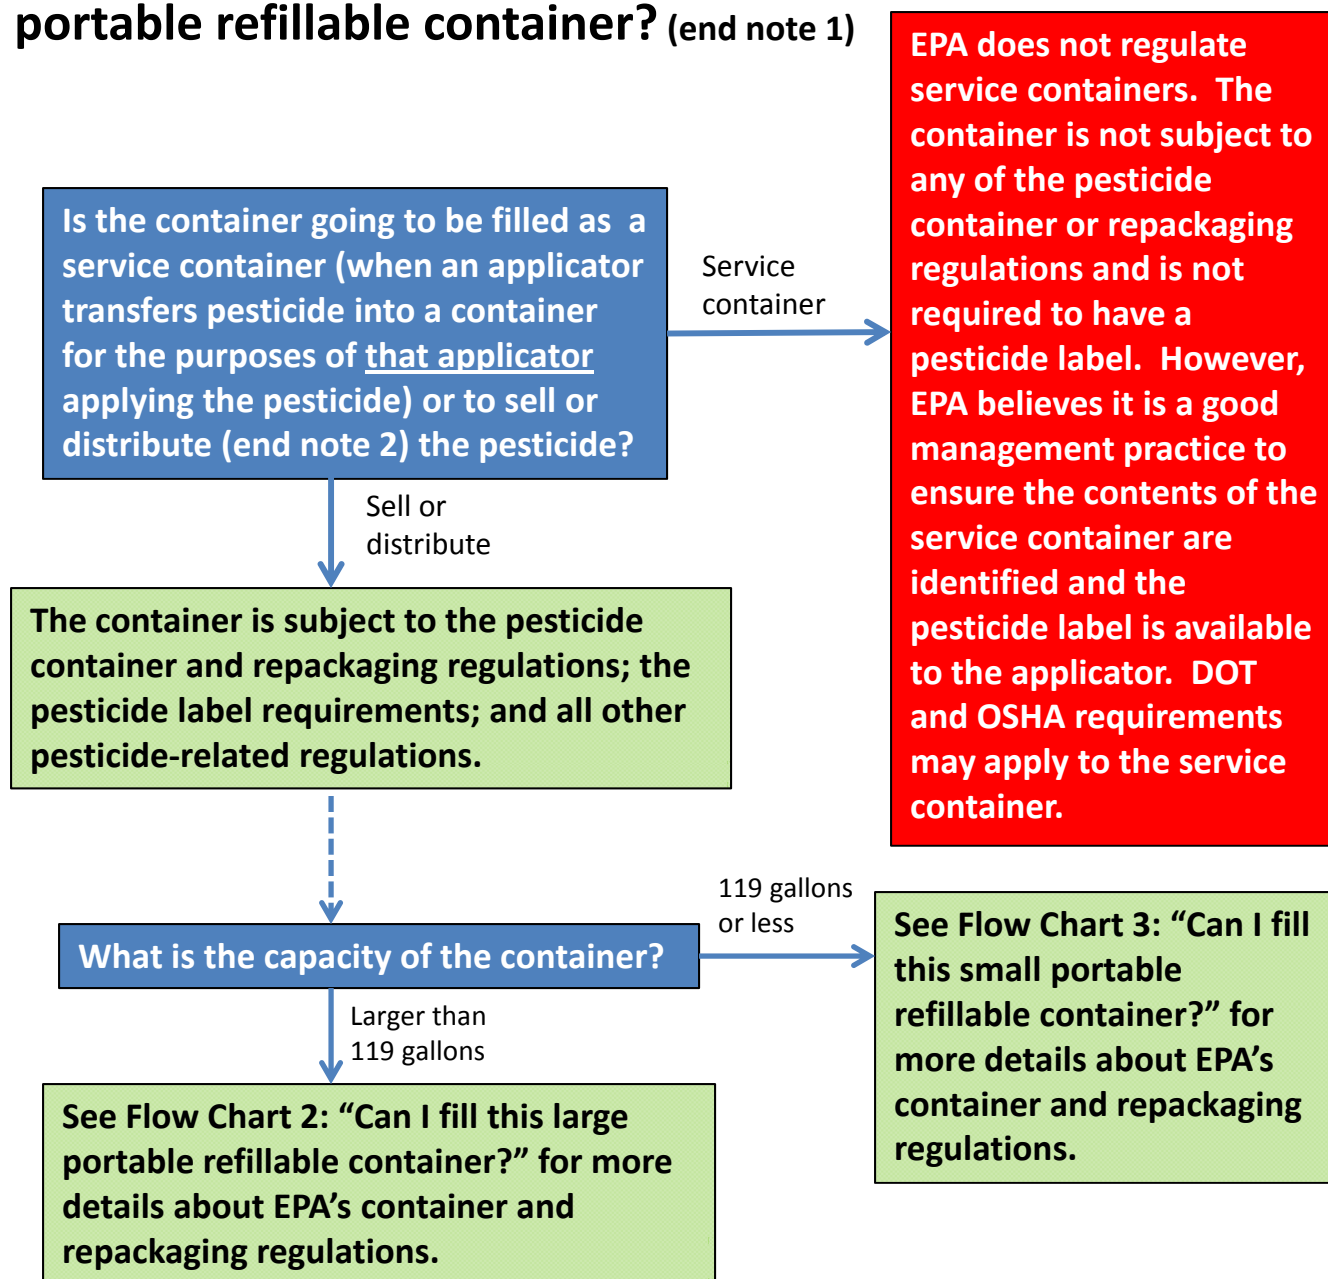 portable refillable container? (end note 1)
EPA does not regulate
service containers.  The
container is not subject to
any of the pesticide
container or repackaging
regulations and is not
required to have a
pesticide label.  However,
EPA believes it is a good
management practice to
ensure the contents of the
service container are
identified and the
pesticide label is available
to the applicator.  DOT
and OSHA requirements
may apply to the service
container.
Is the container going to be filled as  a
service container (when an applicator
transfers pesticide into a container
for the purposes of that applicator
applying the pesticide) or to sell or
distribute (end note 2) the pesticide?
Service
container
Sell or
distribute
The container is subject to the pesticide
container and repackaging regulations; the
pesticide label requirements; and all other
pesticide-related regulations.
What is the capacity of the container?
119 gallons
or less
See Flow Chart 3: “Can I fill
this small portable
refillable container?” for
more details about EPA’s
container and repackaging
regulations.
Larger than
119 gallons
See Flow Chart 2: “Can I fill this large
portable refillable container?” for more
details about EPA’s container and
repackaging regulations.